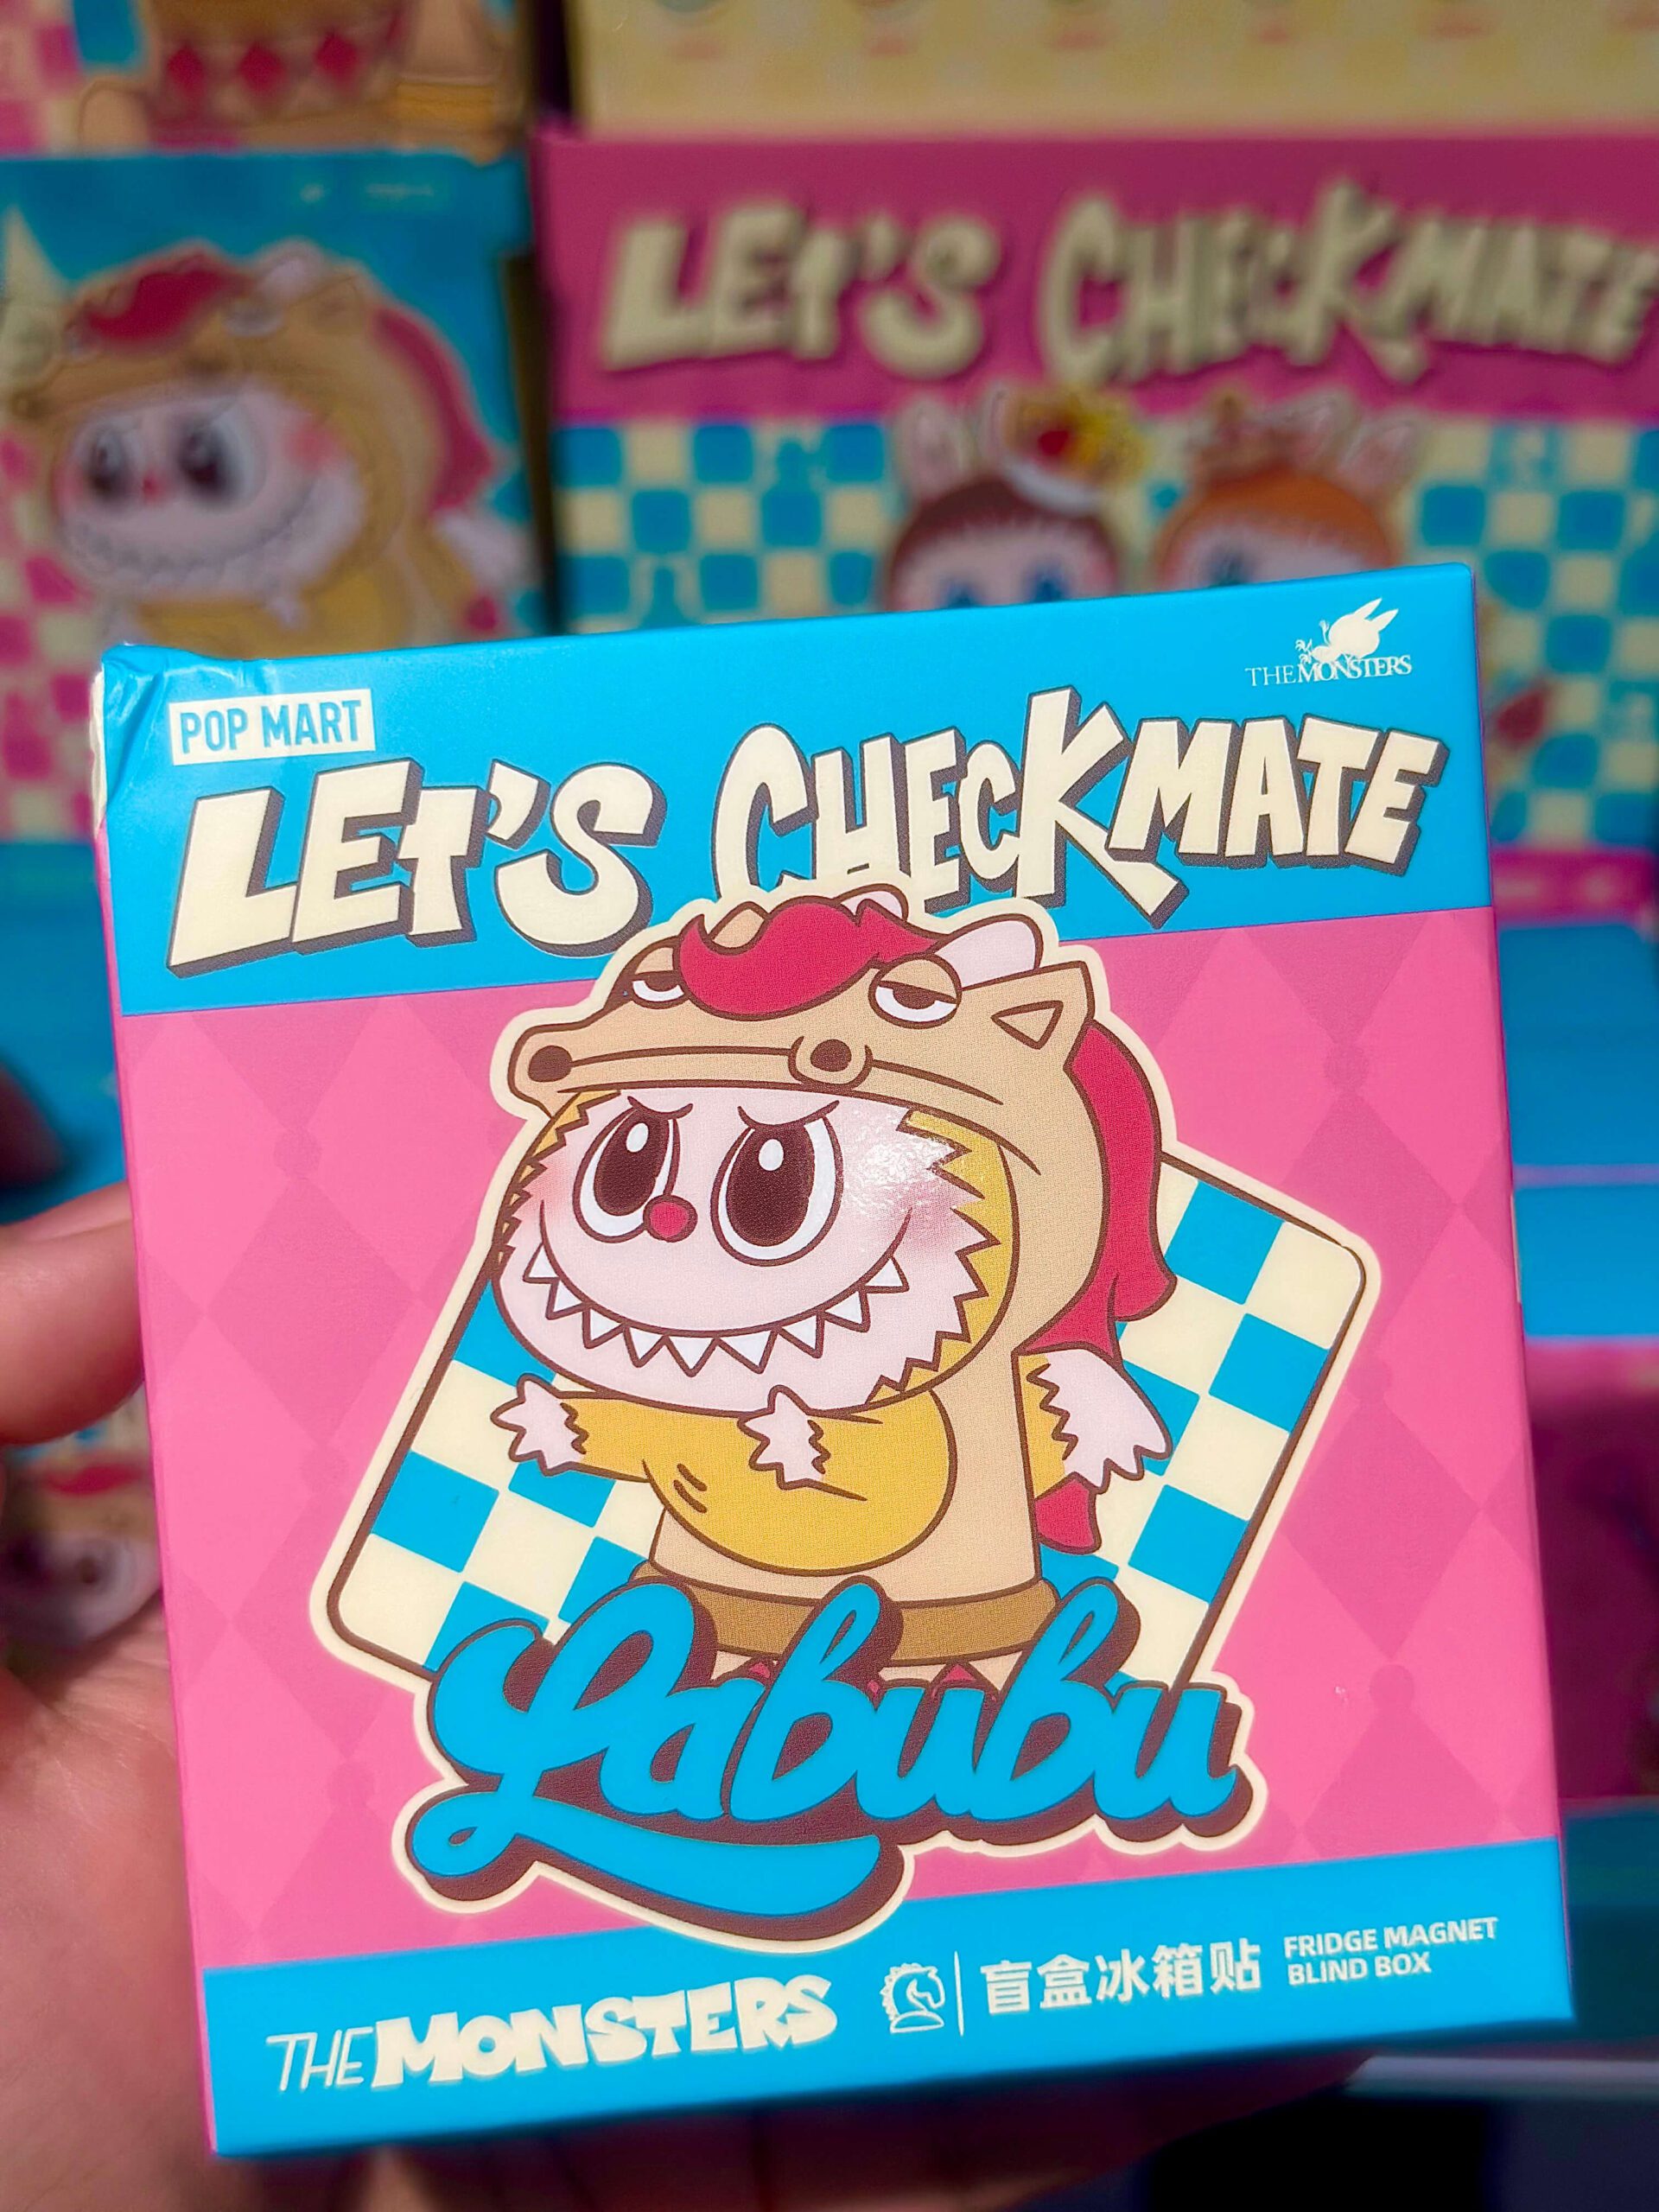 LET'S CHECKMATE
THE MONSTERS
POP MART
LET'S CHECKMATE
Labubu
THE MONSTERS
盲盒冰箱贴
FRIDGE MAGNET
BLIND BOX